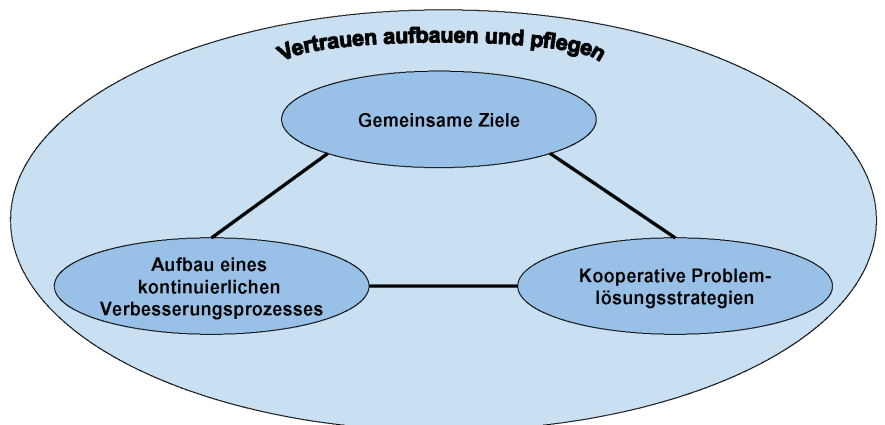 Vertrauen aufbauen und pflegen
Gemeinsame Ziele
Aufbau eines
kontinuierlichen
Verbesserungsprozesses
Kooperative Problem-
lösungsstrategien